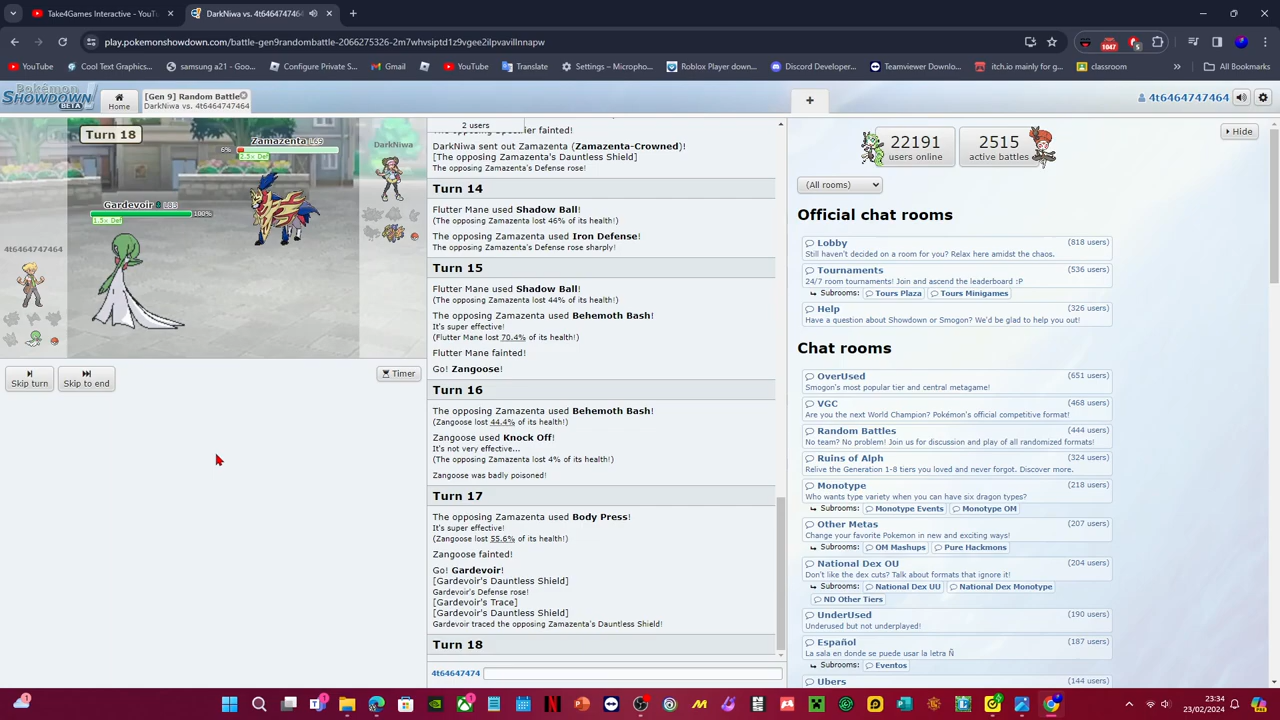 Take4Games Interactive - YouT
DarkNiwa vs. 4t6464747464
play.pokemonshowdown.com/battle-gen9randombattle-2066275326-2m7whvsiptd1z9vgee2ilpvavillnnapw
1047
5
YouTube
Cool Text Graphics...
samsung a21 - Goo...
Configure Private S...
Gmail
YouTube
Translate
Settings – Micropho...
Roblox Player down...
Discord Developer...
Teamviewer Downlo...
itch.io mainly for g...
classroom
All Bookmarks
Pokémon
Showdown
BETA
Home
[Gen 9] Random Battle
DarkNiwa vs. 4t6464747464
4t6464747464
Turn 18
Zamazenta L69
6%
2.5× Def
DarkNiwa
Gardevoir L83
100%
1.5× Def
4t6464747464
Skip turn
Skip to end
Timer
2 users
DarkNiwa sent out Zamazenta (Zamazenta-Crowned)!
[The opposing Zamazenta's Dauntless Shield]
The opposing Zamazenta's Defense rose!
Turn 14
Flutter Mane used Shadow Ball!
(The opposing Zamazenta lost 46% of its health!)
The opposing Zamazenta used Iron Defense!
The opposing Zamazenta's Defense rose sharply!
Turn 15
Flutter Mane used Shadow Ball!
(The opposing Zamazenta lost 44% of its health!)
The opposing Zamazenta used Behemoth Bash!
It's super effective!
(Flutter Mane lost 70.4% of its health!)
Flutter Mane fainted!
Go! Zangoose!
Turn 16
The opposing Zamazenta used Behemoth Bash!
(Zangoose lost 44.4% of its health!)
Zangoose used Knock Off!
It's not very effective...
(The opposing Zamazenta lost 4% of its health!)
Zangoose was badly poisoned!
Turn 17
The opposing Zamazenta used Body Press!
It's super effective!
(Zangoose lost 55.6% of its health!)
Zangoose fainted!
Go! Gardevoir!
[Gardevoir's Dauntless Shield]
Gardevoir's Defense rose!
[Gardevoir's Trace]
[Gardevoir's Dauntless Shield]
Gardevoir traced the opposing Zamazenta's Dauntless Shield!
Turn 18
4t64647474
22191
users online
2515
active battles
Hide
(All rooms)
Official chat rooms
Lobby (818 users)
Still haven't decided on a room for you? Relax here amidst the chaos.
Tournaments (536 users)
24/7 room tournaments! Join and ascend the leaderboard :P
Subrooms: Tours Plaza Tours Minigames
Help (326 users)
Have a question about Showdown or Smogon? We'd be glad to help you out!
Chat rooms
OverUsed (651 users)
Smogon's most popular tier and central metagame!
VGC (468 users)
Are you the next World Champion? Pokémon's official competitive format!
Random Battles (444 users)
No team? No problem! Join us for discussion and play of all randomized formats!
Ruins of Alph (324 users)
Relive the Generation 1-8 tiers you loved and never forgot. Discover more.
Monotype (218 users)
Who wants type variety when you can have six dragon types?
Subrooms: Monotype Events Monotype OM
Other Metas (207 users)
Change your favorite Pokemon in new and exciting ways!
Subrooms: OM Mashups Pure Hackmons
National Dex OU (204 users)
Don't like the dex cuts? Talk about formats that ignore it!
Subrooms: National Dex UU National Dex Monotype
ND Other Tiers
UnderUsed (190 users)
Underused but not underplayed!
Español (187 users)
La sala en donde se puede usar la letra Ñ
Subrooms: Eventos
Ubers (144 users)
23:34
23/02/2024